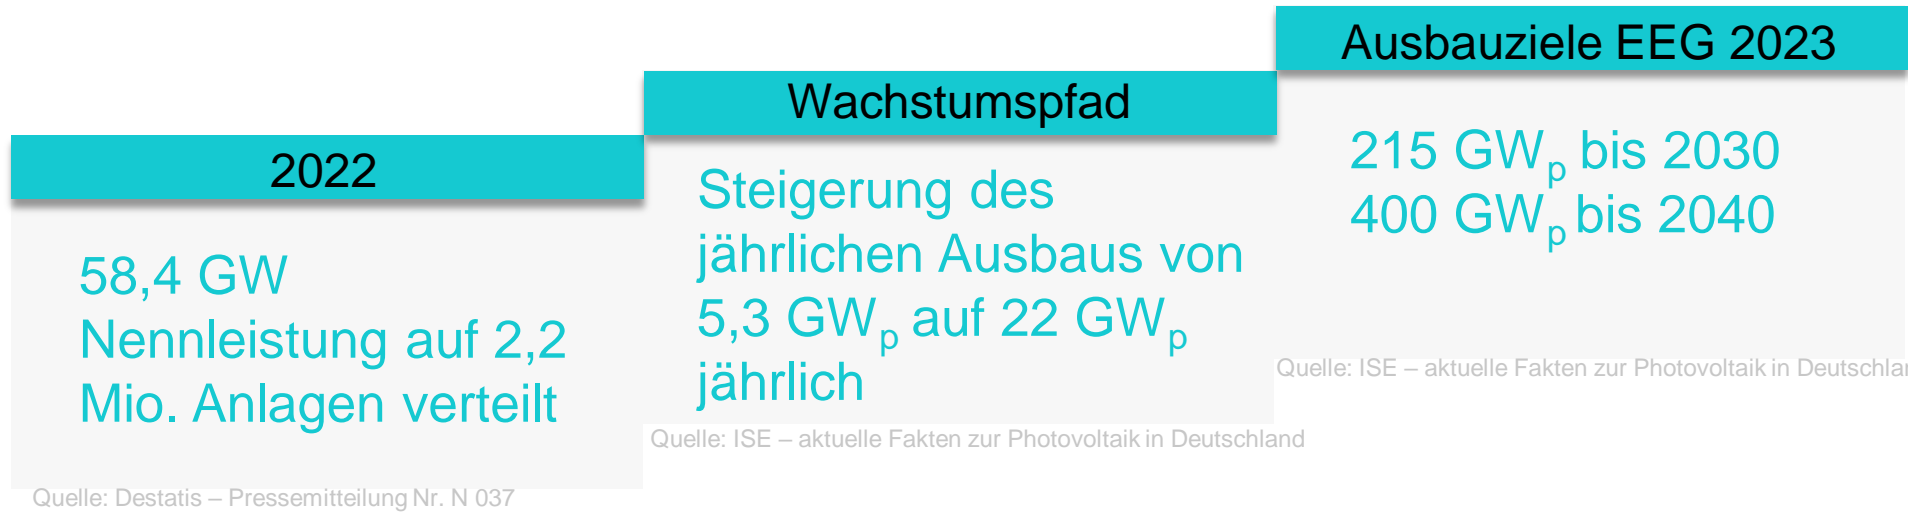 2022
58,4 GW
Nennleistung auf 2,2
Mio. Anlagen verteilt
Quelle: Destatis – Pressemitteilung Nr. N 037
Wachstumspfad
Steigerung des
jährlichen Ausbaus von
5,3 GWp auf 22 GWp
jährlich
Quelle: ISE – aktuelle Fakten zur Photovoltaik in Deutschland
Ausbauziele EEG 2023
215 GWp bis 2030
400 GWp bis 2040
Quelle: ISE – aktuelle Fakten zur Photovoltaik in